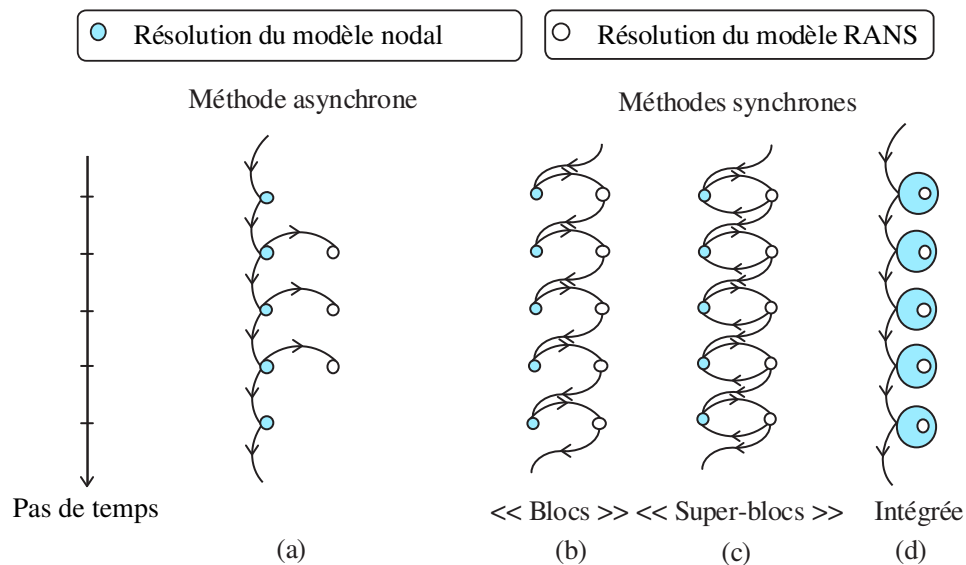 Résolution du modèle nodal
Résolution du modèle RANS
Méthode asynchrone
Méthodes synchrones
Pas de temps
<< Blocs >>
<< Super-blocs >>
Intégrée
(a)
(b)
(c)
(d)